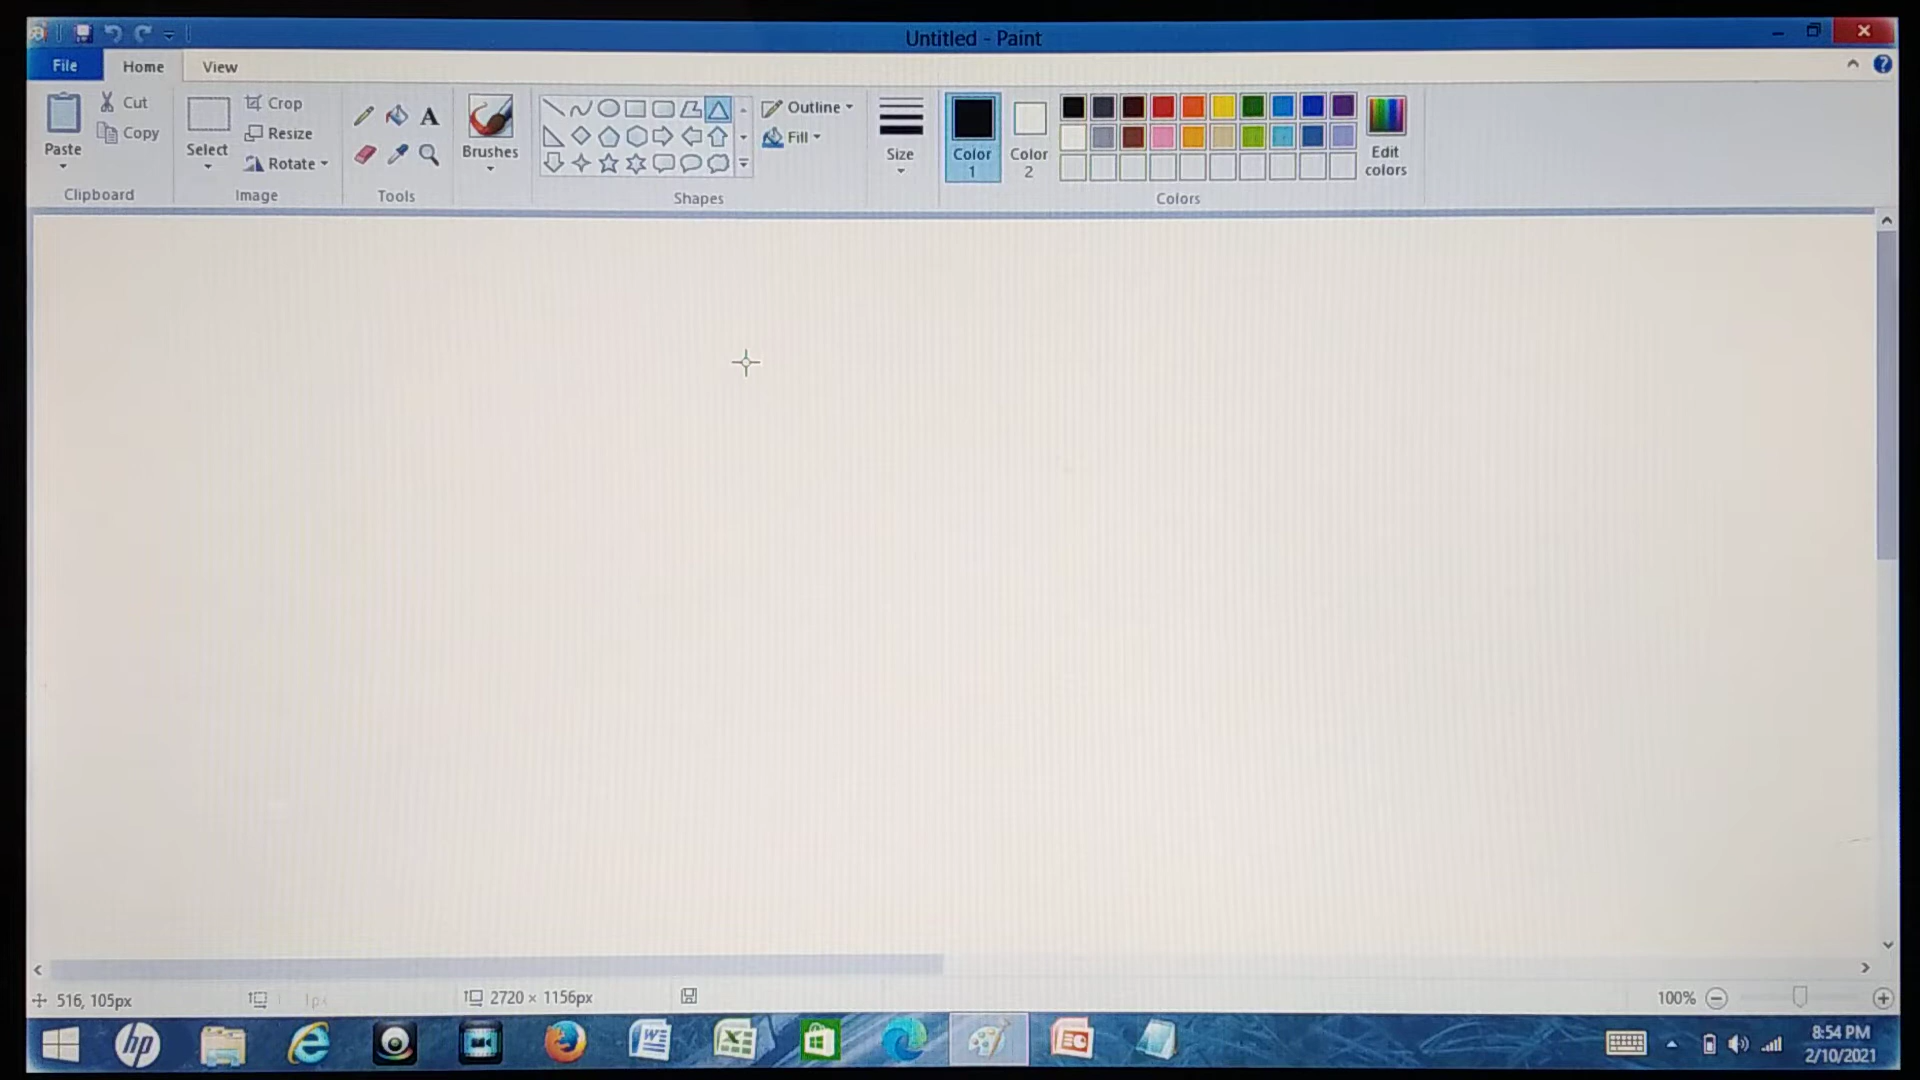 Untitled - Paint
File Home View
Paste
Cut
Copy
Clipboard
Select
Crop
Resize
Rotate
Image
A
Tools
Brushes
Outline
Fill
Shapes
Size
Color
1
Color
2
Edit
colors
Colors
516, 105px
2720 × 1156px
100%
hp
8:54 PM
2/10/2021